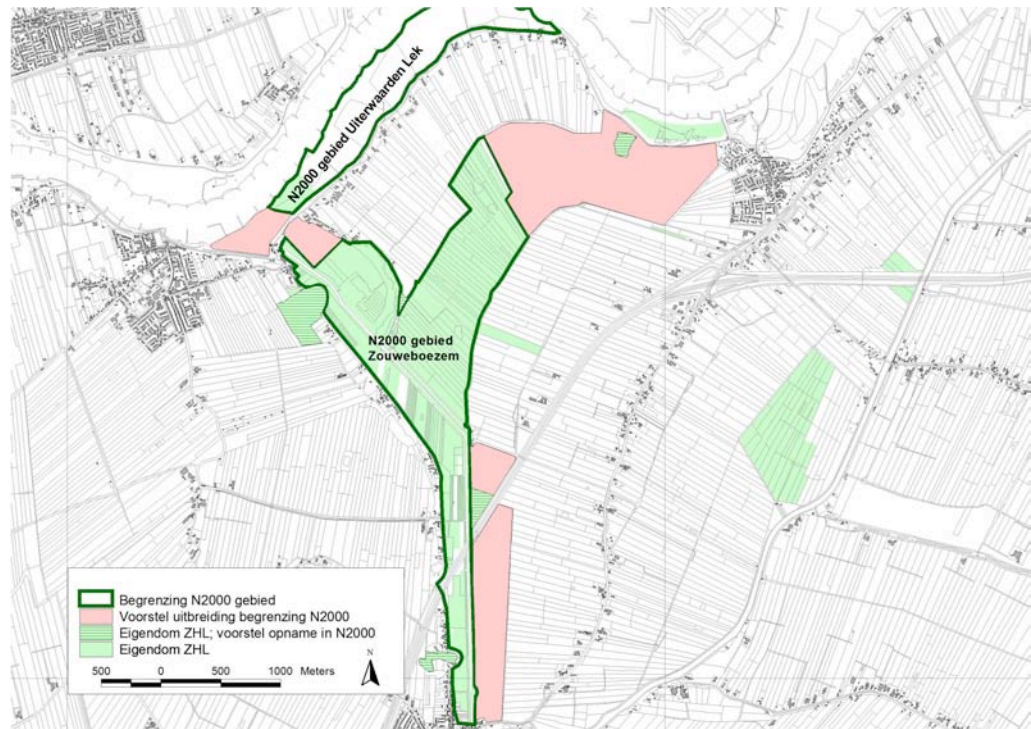 N2000 gebied Uiterwaarden Lek
N2000 gebied
Zouweboezem
Begrenzing N2000 gebied
Voorstel uitbreiding begrenzing N2000
Eigendom ZHL; voorstel opname in N2000
Eigendom ZHL
500 0 500 1000 Meters
N